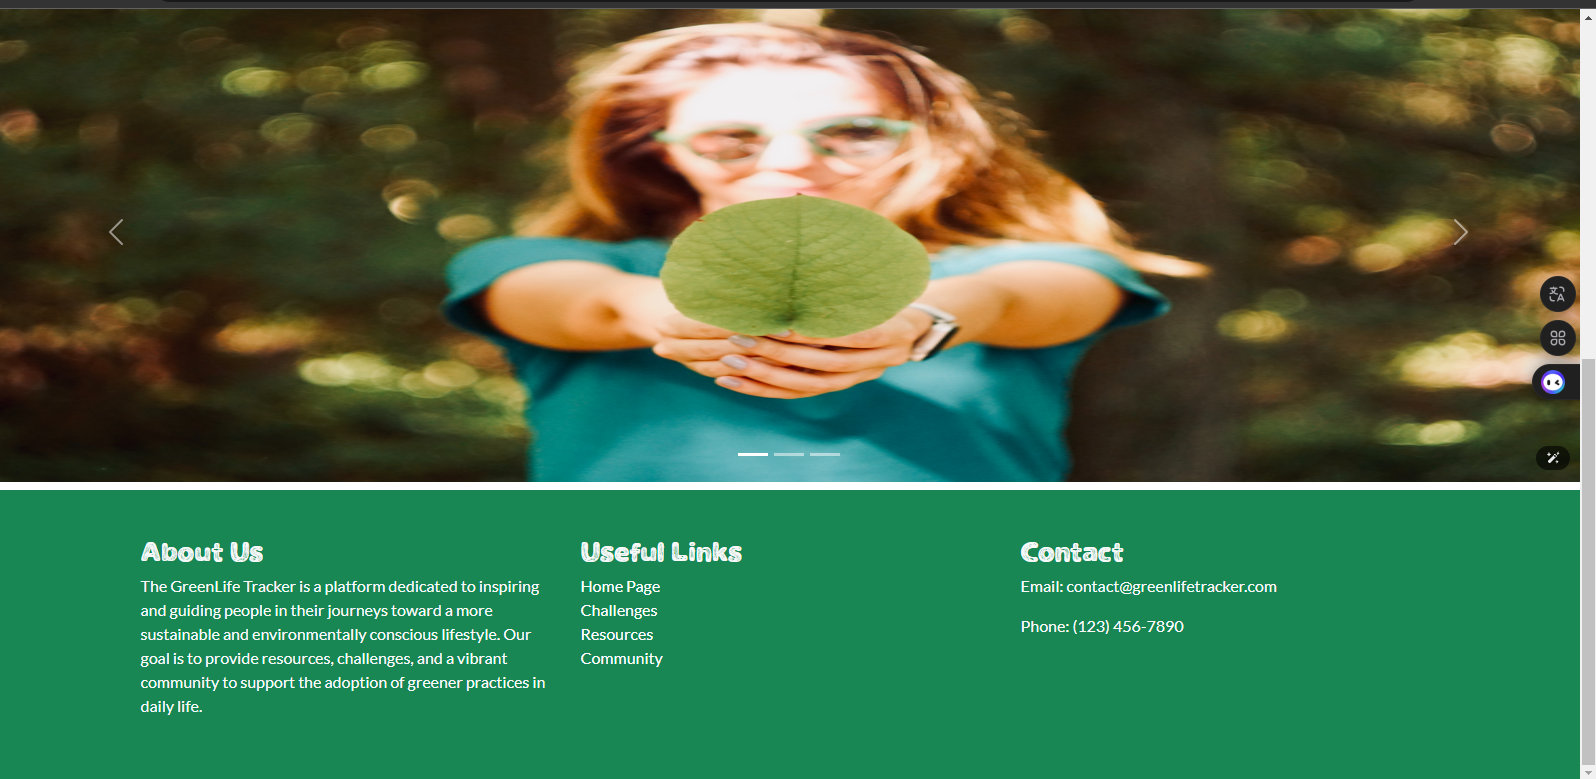 About Us
The GreenLife Tracker is a platform dedicated to inspiring
and guiding people in their journeys toward a more
sustainable and environmentally conscious lifestyle. Our
goal is to provide resources, challenges, and a vibrant
community to support the adoption of greener practices in
daily life.
Useful Links
Home Page
Challenges
Resources
Community
Contact
Email: contact@greenlifetracker.com
Phone: (123) 456-7890